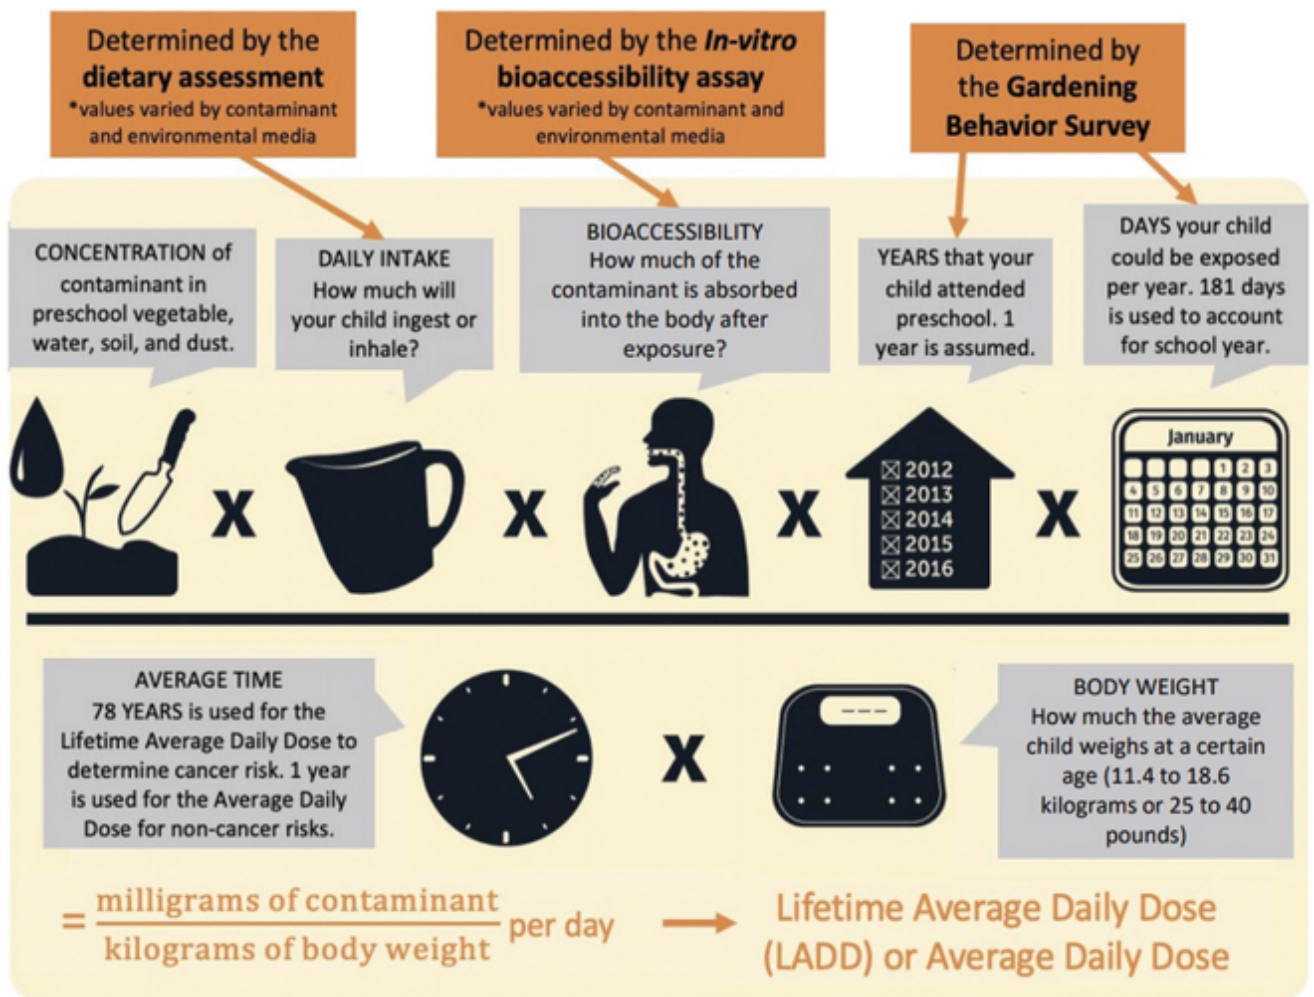 Determined by the
dietary assessment
*values varied by contaminant
and environmental media
Determined by the In-vitro
bioaccessibility assay
*values varied by contaminant and
environmental media
Determined by
the Gardening
Behavior Survey
CONCENTRATION of
contaminant in
preschool vegetable,
water, soil, and dust.
DAILY INTAKE
How much will
your child ingest or
inhale?
BIOACCESSIBILITY
How much of the
contaminant is absorbed
into the body after
exposure?
YEARS that your
child attended
preschool. 1
year is assumed.
DAYS your child
could be exposed
per year. 181 days
is used to account
for school year.
X
X
X
2012
2013
2014
2015
2016
X
January
1 2 3
4 5 6 7 8 9 10
11 12 13 14 15 16 17
18 19 20 21 22 23 24
25 26 27 28 29 30 31
AVERAGE TIME
78 YEARS is used for the
Lifetime Average Daily Dose to
determine cancer risk. 1 year
is used for the Average Daily
Dose for non-cancer risks.
X
BODY WEIGHT
How much the average
child weighs at a certain
age (11.4 to 18.6
kilograms or 25 to 40
pounds)
= milligrams of contaminant
kilograms of body weight
per day
Lifetime Average Daily Dose
(LADD) or Average Daily Dose